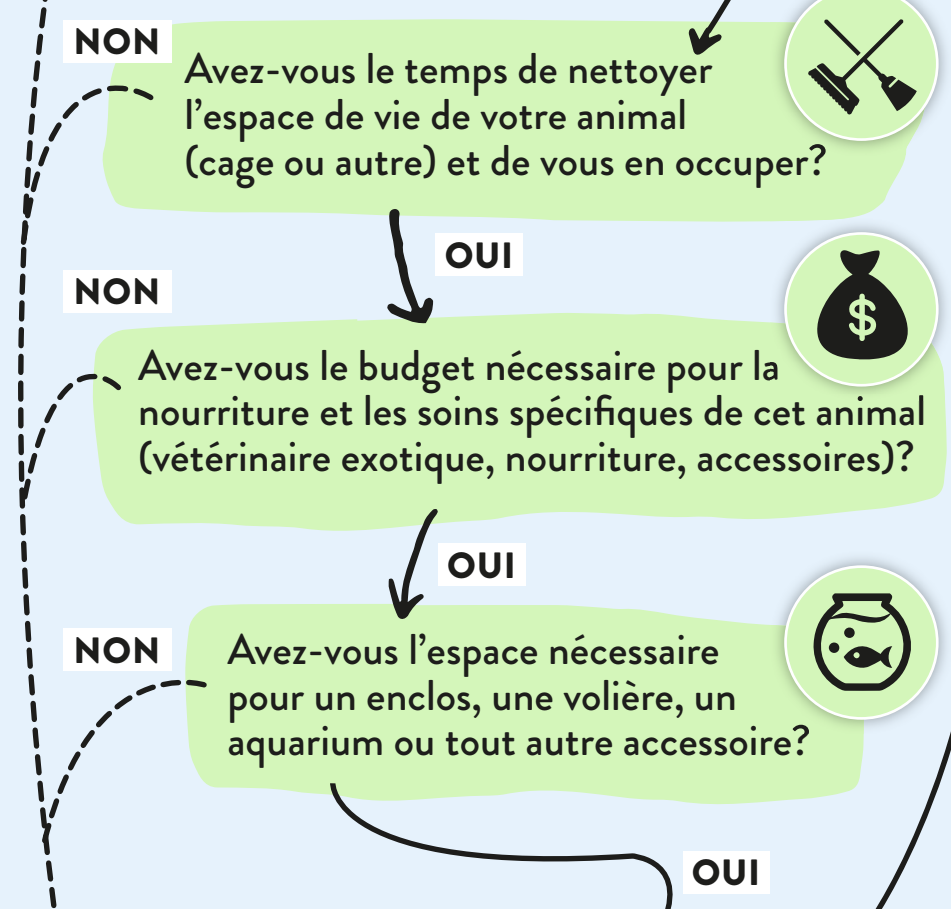 NON
Avez-vous le temps de nettoyer
l’espace de vie de votre animal
(cage ou autre) et de vous en occuper?
OUI
NON
$
Avez-vous le budget nécessaire pour la
nourriture et les soins spécifiques de cet animal
(vétérinaire exotique, nourriture, accessoires)?
OUI
NON
Avez-vous l’espace nécessaire
pour un enclos, une volière, un
aquarium ou tout autre accessoire?
OUI